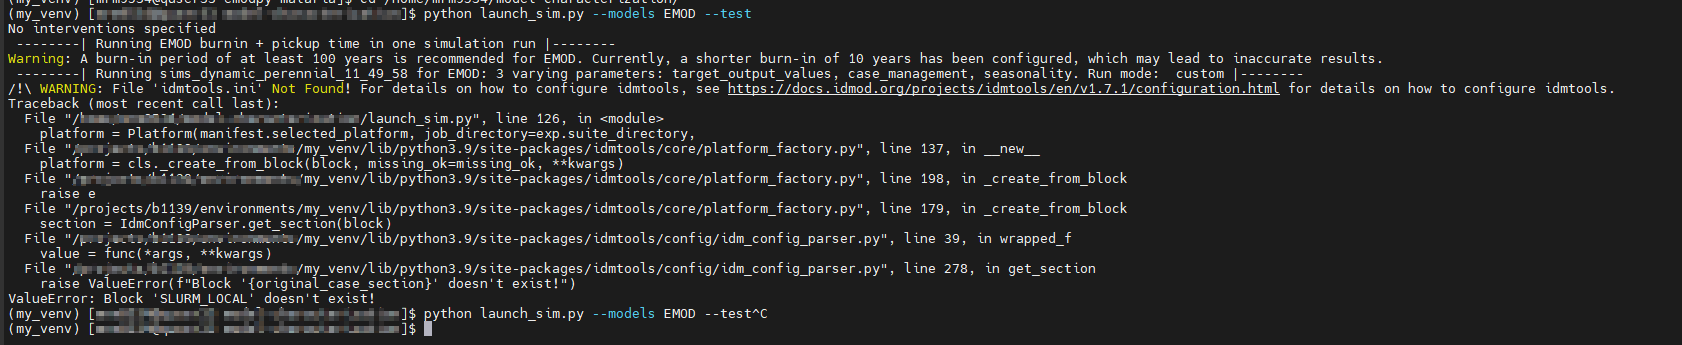 (my_venv) [
(my_venv) [ ]$ python launch_sim.py --models EMOD --test
No interventions specified
--------| Running EMOD burnin + pickup time in one simulation run |--------
Warning: A burn-in period of at least 100 years is recommended for EMOD. Currently, a shorter burn-in of 10 years has been configured, which may lead to inaccurate results.
--------| Running sims_dynamic_perennial_11_49_58 for EMOD: 3 varying parameters: target_output_values, case_management, seasonality. Run mode:  custom |--------
/!\ WARNING: File 'idmtools.ini' Not Found! For details on how to configure idmtools, see https://docs.idmod.org/projects/idmtools/en/v1.7.1/configuration.html for details on how to configure idmtools.
Traceback (most recent call last):
  File "/ /launch_sim.py", line 126, in <module>
    platform = Platform(manifest.selected_platform, job_directory=exp.suite_directory,
  File "/ /my_venv/lib/python3.9/site-packages/idmtools/core/platform_factory.py", line 137, in __new__
    platform = cls._create_from_block(block, missing_ok=missing_ok, **kwargs)
  File "/ /my_venv/lib/python3.9/site-packages/idmtools/core/platform_factory.py", line 198, in _create_from_block
    raise e
  File "/projects/b1139/environments/my_venv/lib/python3.9/site-packages/idmtools/core/platform_factory.py", line 179, in _create_from_block
    section = IdmConfigParser.get_section(block)
  File "/ /my_venv/lib/python3.9/site-packages/idmtools/config/idm_config_parser.py", line 39, in wrapped_f
    value = func(*args, **kwargs)
  File "/ /my_venv/lib/python3.9/site-packages/idmtools/config/idm_config_parser.py", line 278, in get_section
    raise ValueError(f"Block '{original_case_section}' doesn't exist!")
ValueError: Block 'SLURM_LOCAL' doesn't exist!
(my_venv) [ ]$ python launch_sim.py --models EMOD --test^C
(my_venv) [ ]$